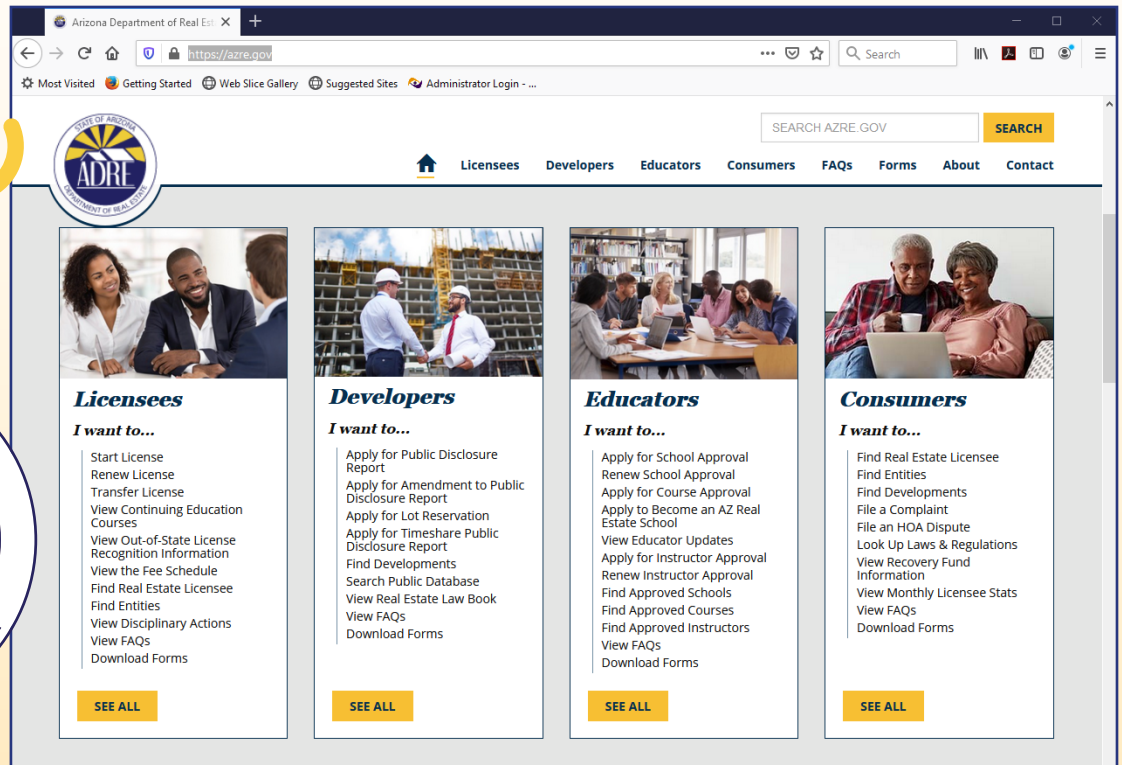 Arizona Department of Real Est
https://azre.gov
Search
Most Visited Getting Started Web Slice Gallery Suggested Sites Administrator Login - ...
SEARCH AZRE.GOV SEARCH
STATE OF ARIZONA
ADRE
DEPARTMENT OF REAL ESTATE
Licensees Developers Educators Consumers FAQs Forms About Contact
Licensees
I want to...
Start License
Renew License
Transfer License
View Continuing Education
Courses
View Out-of-State License
Recognition Information
View the Fee Schedule
Find Real Estate Licensee
Find Entities
View Disciplinary Actions
View FAQs
Download Forms
SEE ALL
Developers
I want to...
Apply for Public Disclosure
Report
Apply for Amendment to Public
Disclosure Report
Apply for Lot Reservation
Apply for Timeshare Public
Disclosure Report
Find Developments
Search Public Database
View Real Estate Law Book
View FAQs
Download Forms
SEE ALL
Educators
I want to...
Apply for School Approval
Renew School Approval
Apply for Course Approval
Apply to Become an AZ Real
Estate School
View Educator Updates
Apply for Instructor Approval
Renew Instructor Approval
Find Approved Schools
Find Approved Courses
Find Approved Instructors
View FAQs
Download Forms
SEE ALL
Consumers
I want to...
Find Real Estate Licensee
Find Entities
Find Developments
File a Complaint
File an HOA Dispute
Look Up Laws & Regulations
View Recovery Fund
Information
View Monthly Licensee Stats
View FAQs
Download Forms
SEE ALL